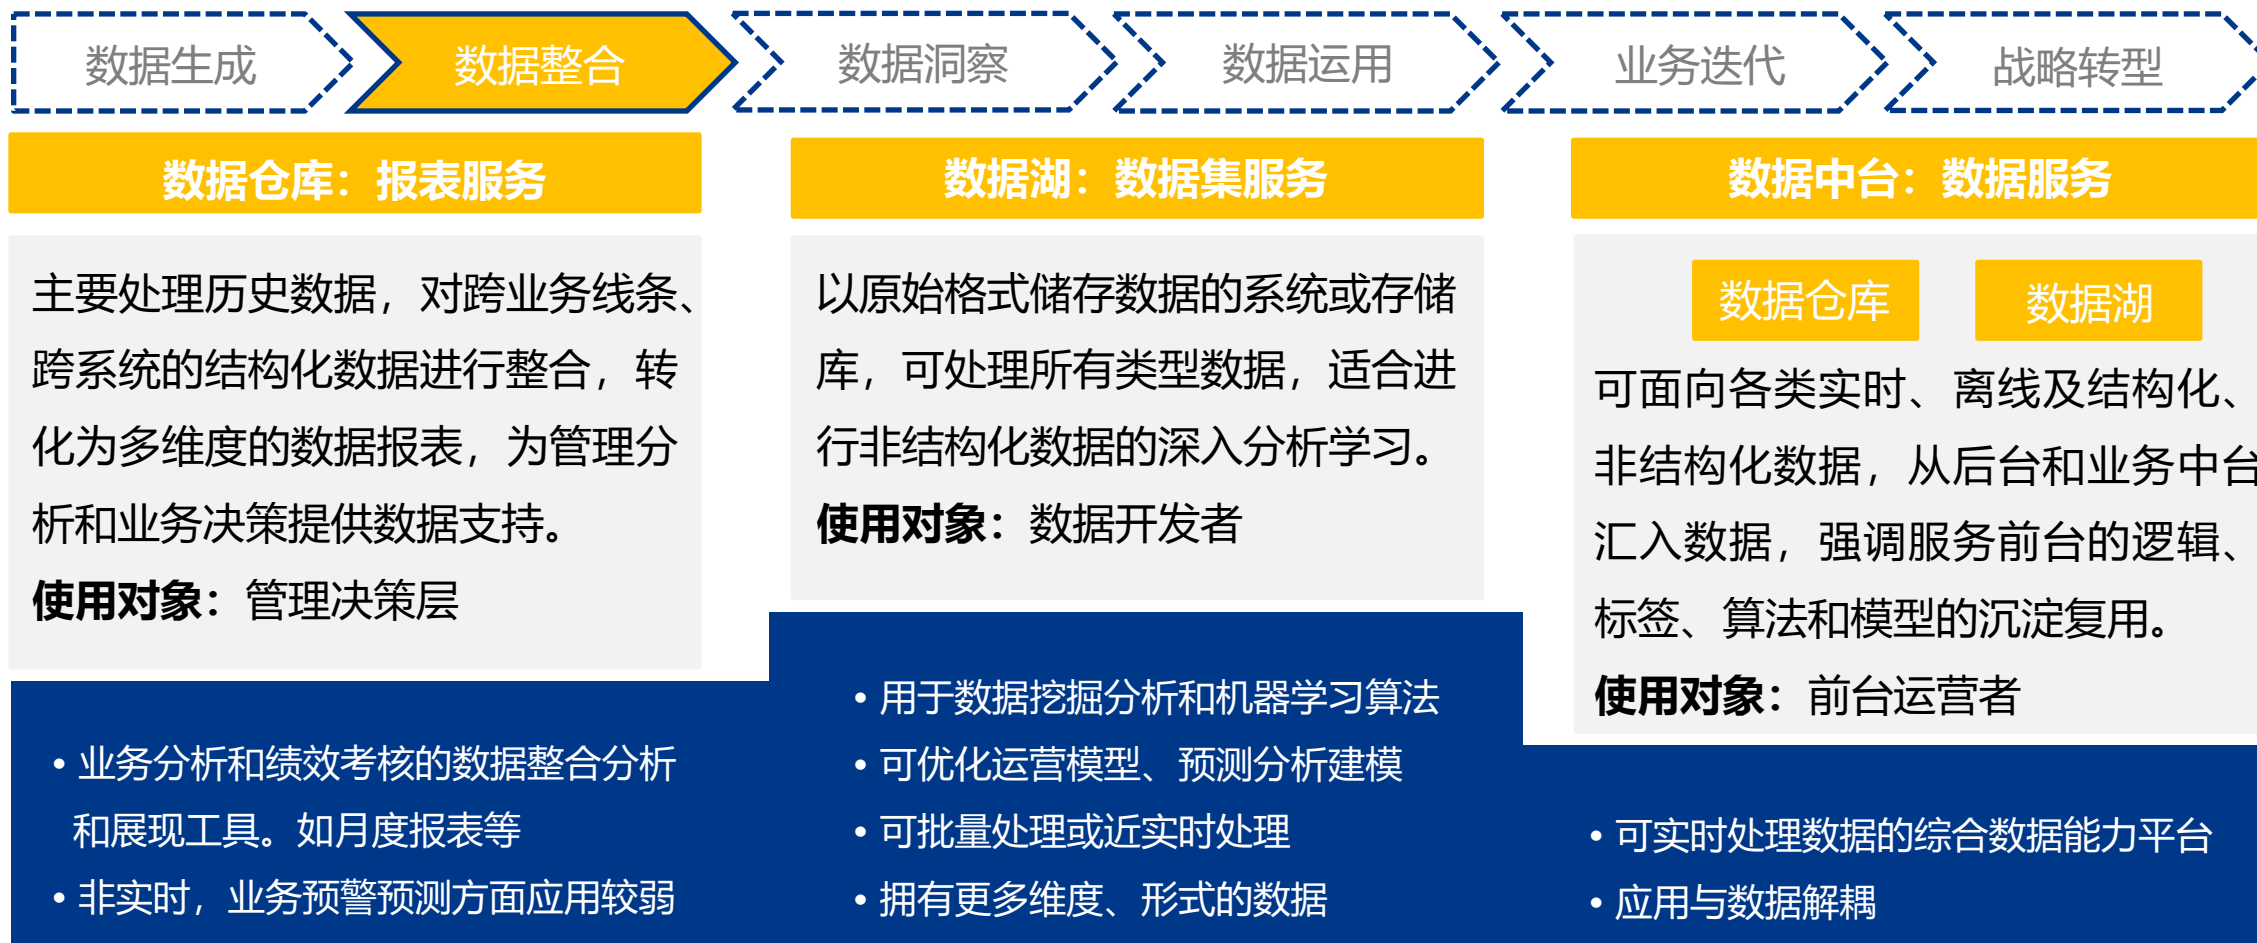 数据生成
数据整合
数据洞察
数据运用
业务迭代
战略转型
数据仓库：报表服务
主要处理历史数据，对跨业务线条、
跨系统的结构化数据进行整合，转
化为多维度的数据报表，为管理分
析和业务决策提供数据支持。
使用对象：管理决策层
• 业务分析和绩效考核的数据整合分析
和展现工具。如月度报表等
• 非实时，业务预警预测方面应用较弱
数据湖：数据集服务
以原始格式储存数据的系统或存储
库，可处理所有类型数据，适合进
行非结构化数据的深入分析学习。
使用对象：数据开发者
• 用于数据挖掘分析和机器学习算法
• 可优化运营模型、预测分析建模
• 可批量处理或近实时处理
• 拥有更多维度、形式的数据
数据中台：数据服务
数据仓库
数据湖
可面向各类实时、离线及结构化、
非结构化数据，从后台和业务中台
汇入数据，强调服务前台的逻辑、
标签、算法和模型的沉淀复用。
使用对象：前台运营者
• 可实时处理数据的综合数据能力平台
• 应用与数据解耦